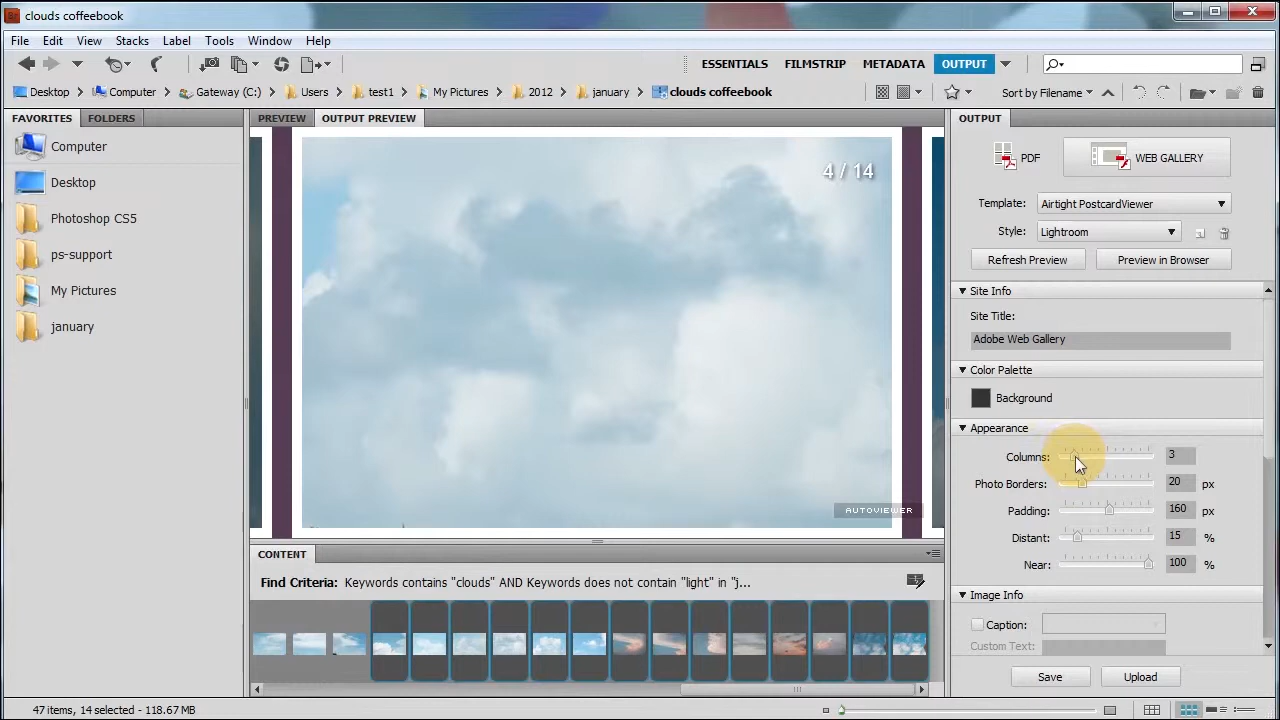 Br clouds coffeebook
File Edit View Stacks Label Tools Window Help
ESSENTIALS FILMSTRIP METADATA OUTPUT
Desktop Computer Gateway (C:) Users test1 My Pictures 2012 january clouds coffeebook Sort by Filename
FAVORITES FOLDERS
Computer
Desktop
Photoshop CS5
ps-support
My Pictures
january
PREVIEW OUTPUT PREVIEW
4 / 14
AUTOVIEWER
CONTENT
Find Criteria: Keywords contains "clouds" AND Keywords does not contain "light" in "j...
OUTPUT
PDF WEB GALLERY
Template: Airtight PostcardViewer
Style: Lightroom
Refresh Preview Preview in Browser
Site Info
Site Title:
Adobe Web Gallery
Color Palette
Background
Appearance
Columns: 3
Photo Borders: 20 px
Padding: 160 px
Distant: 15 %
Near: 100 %
Image Info
Caption:
Custom Text:
Save Upload
47 items, 14 selected - 118.67 MB